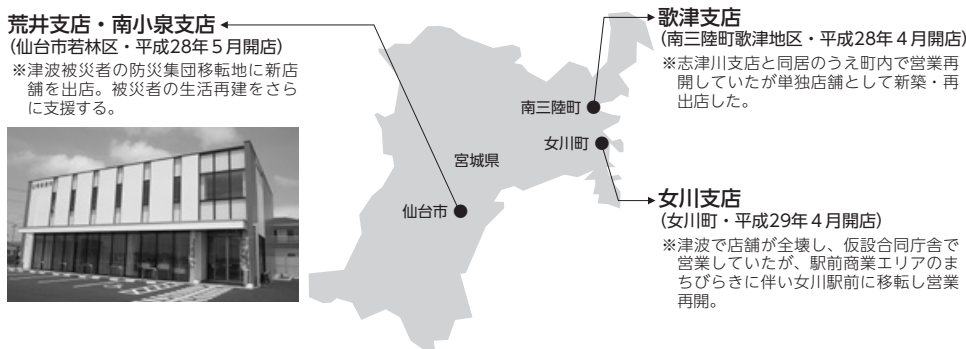 荒井支店・南小泉支店
(仙台市若林区・平成28年5月開店)
※津波被災者の防災集団移転地に新店
舗を出店。被災者の生活再建をさら
に支援する。
歌津支店
(南三陸町歌津地区・平成28年4月開店)
※志津川支店と同居のうえ町内で営業再
開していたが単独店舗として新築・再
出店した。
南三陸町
女川町
宮城県
仙台市
女川支店
(女川町・平成29年4月開店)
※津波で店舗が全壊し、仮設合同庁舎で
営業していたが、駅前商業エリアのま
ちびらきに伴い女川駅前に移転し営業
再開。